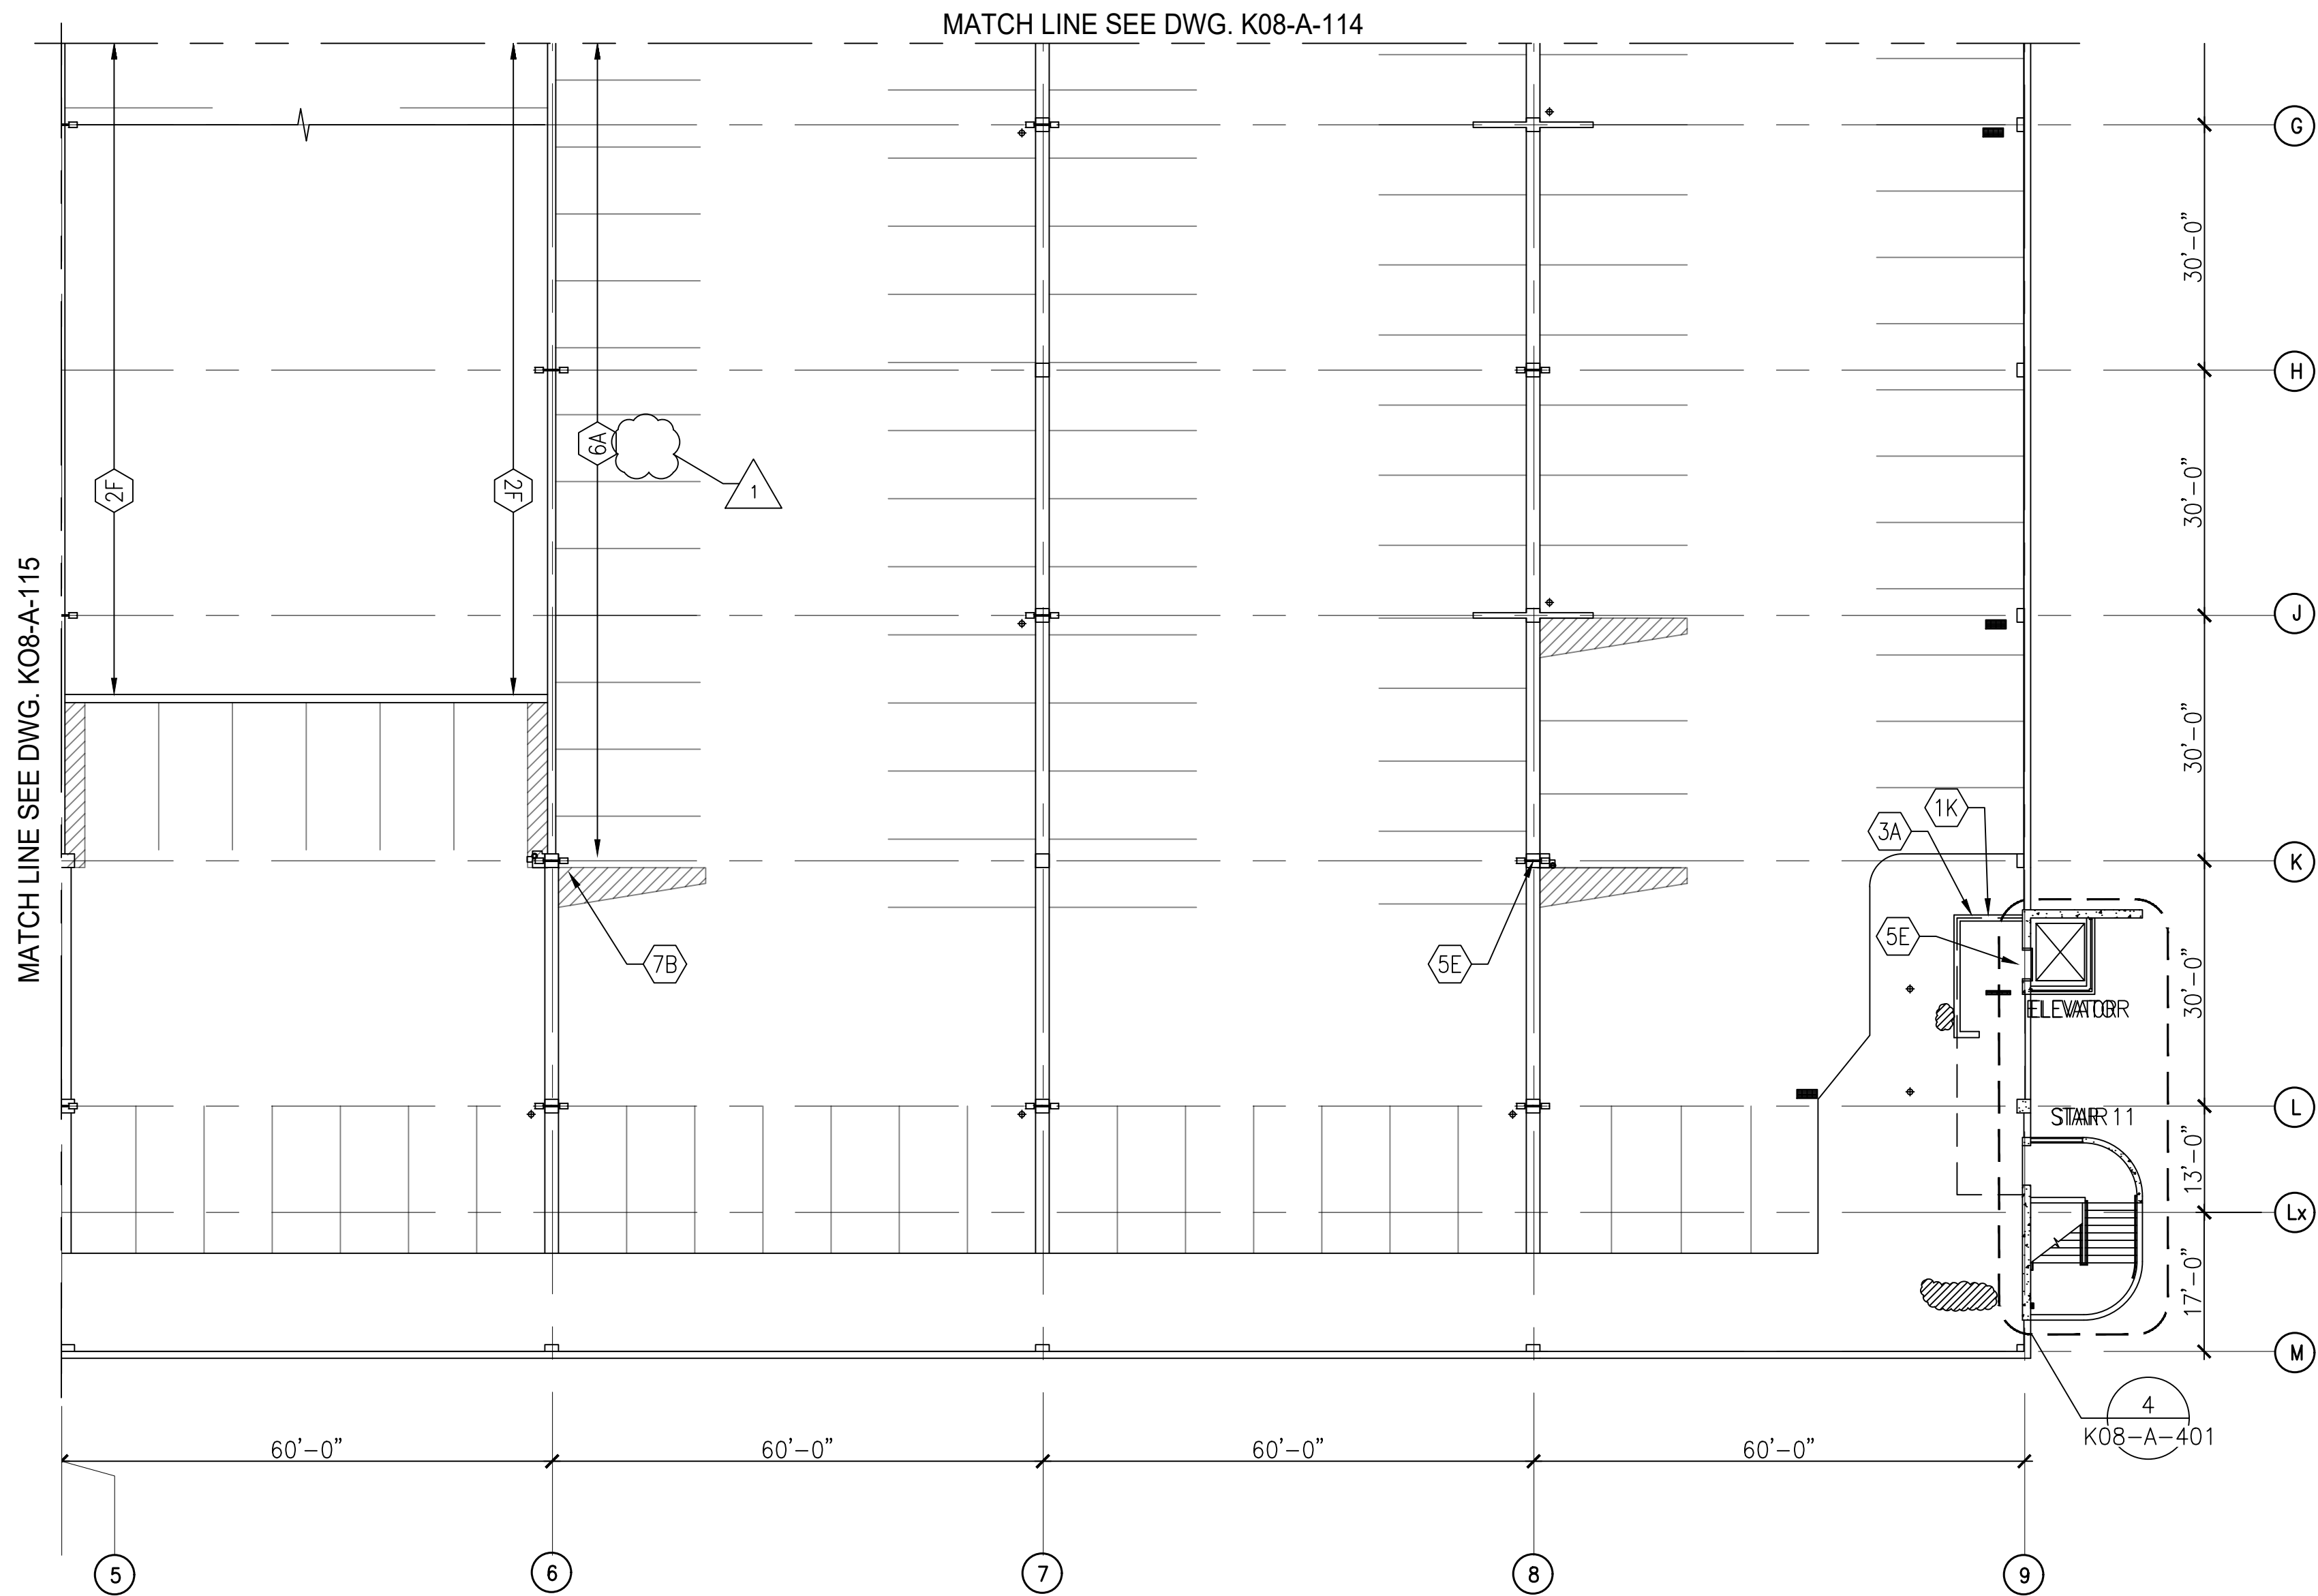 MATCH LINE SEE DWG. K08-A-114
G
30'-0"
H
6A
1
2F
2F
30'-0"
J
MATCH LINE SEE DWG. KO8-A-115
30'-0"
1K
3A
K
5E
7B
5E
30'-0"
ELEVATOR
L
STAIR 11
13'-0"
Lx
17'-0"
M
4
K08-A-401
60'-0"
60'-0"
60'-0"
60'-0"
5
6
7
8
9